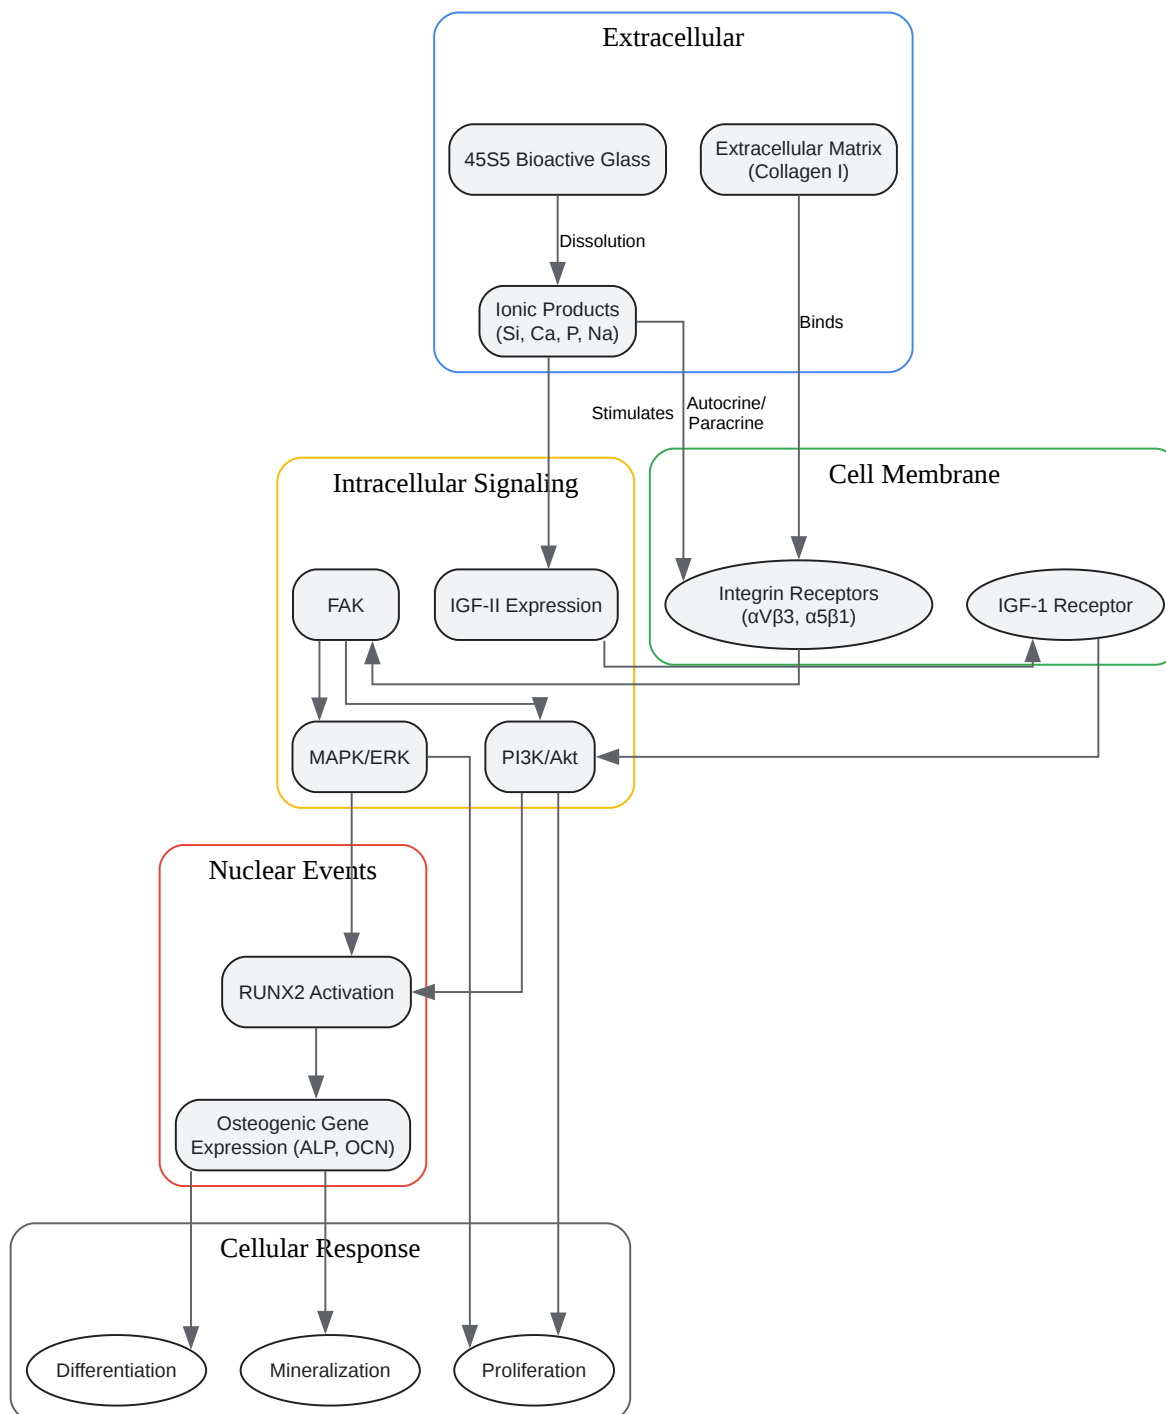 Extracellular
45S5 Bioactive Glass
Extracellular Matrix
(Collagen I)
Dissolution
Ionic Products
(Si, Ca, P, Na)
Binds
Stimulates
Autocrine/
Paracrine
Intracellular Signaling
Cell Membrane
FAK
IGF-II Expression
Integrin Receptors
(αVβ3, α5β1)
IGF-1 Receptor
MAPK/ERK
PI3K/Akt
Nuclear Events
RUNX2 Activation
Osteogenic Gene
Expression (ALP, OCN)
Cellular Response
Differentiation
Mineralization
Proliferation